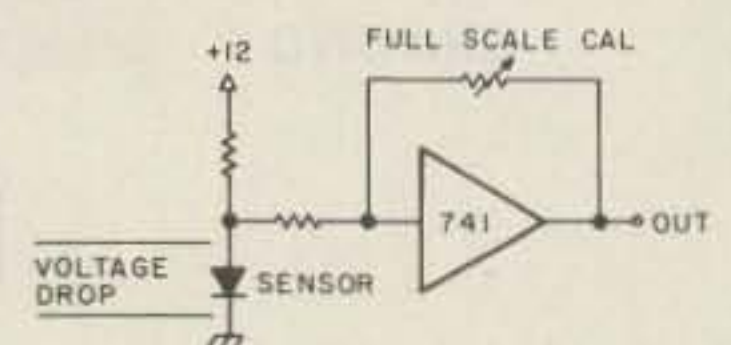 FULL SCALE CAL
+12
741
OUT
VOLTAGE
DROP
SENSOR